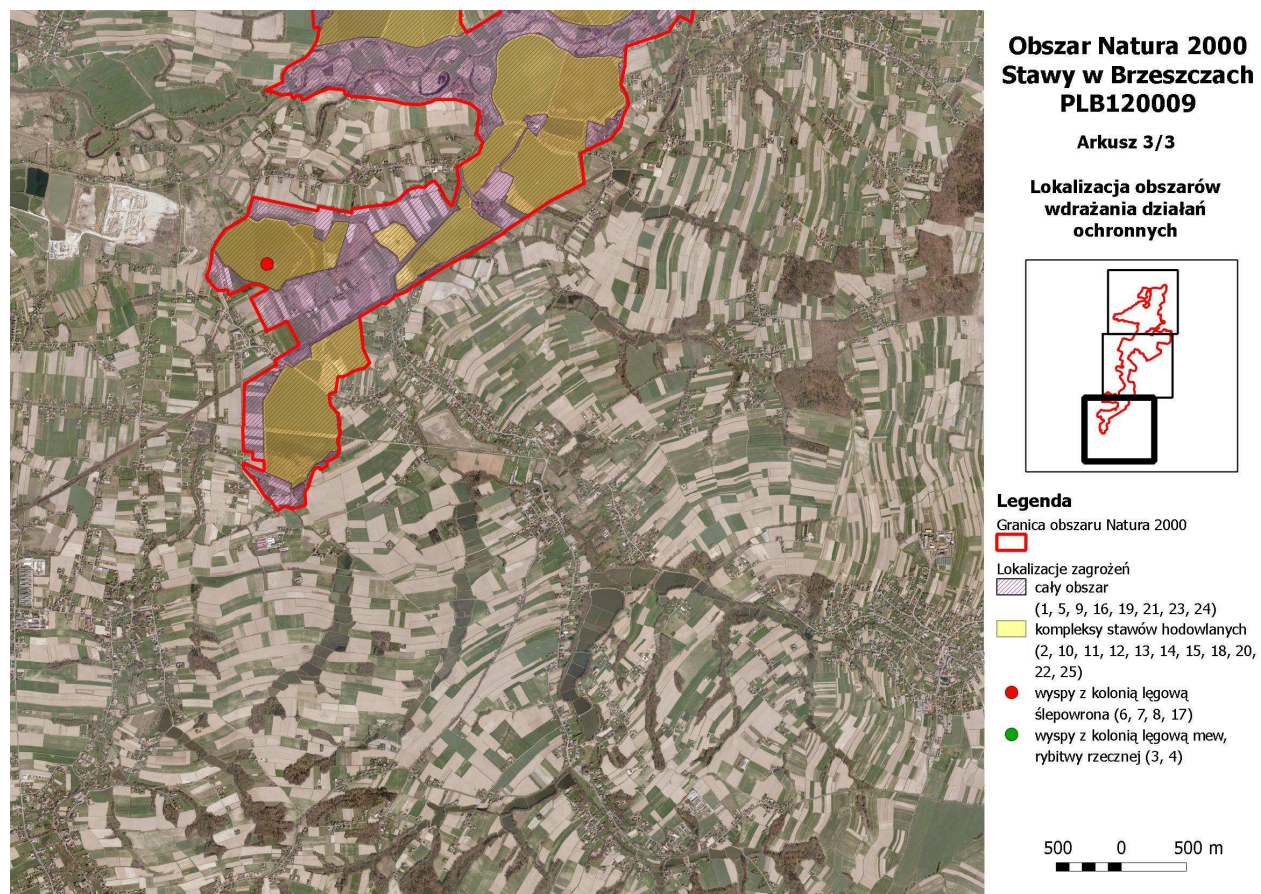 Obszar Natura 2000
Stawy w Brzeszczach
PLB120009
Arkusz 3/3
Lokalizacja obszarów
wdrażania działań
ochronnych
Legenda
Granica obszaru Natura 2000
Lokalizacje zagrożeń
cały obszar
(1, 5, 9, 16, 19, 21, 23, 24)
kompleksy stawów hodowlanych
(2, 10, 11, 12, 13, 14, 15, 18, 20,
22, 25)
wyspy z kolonią lęgową
ślepowrona (6, 7, 8, 17)
wyspy z kolonią lęgową mew,
rybitwy rzecznej (3, 4)
500 0 500 m